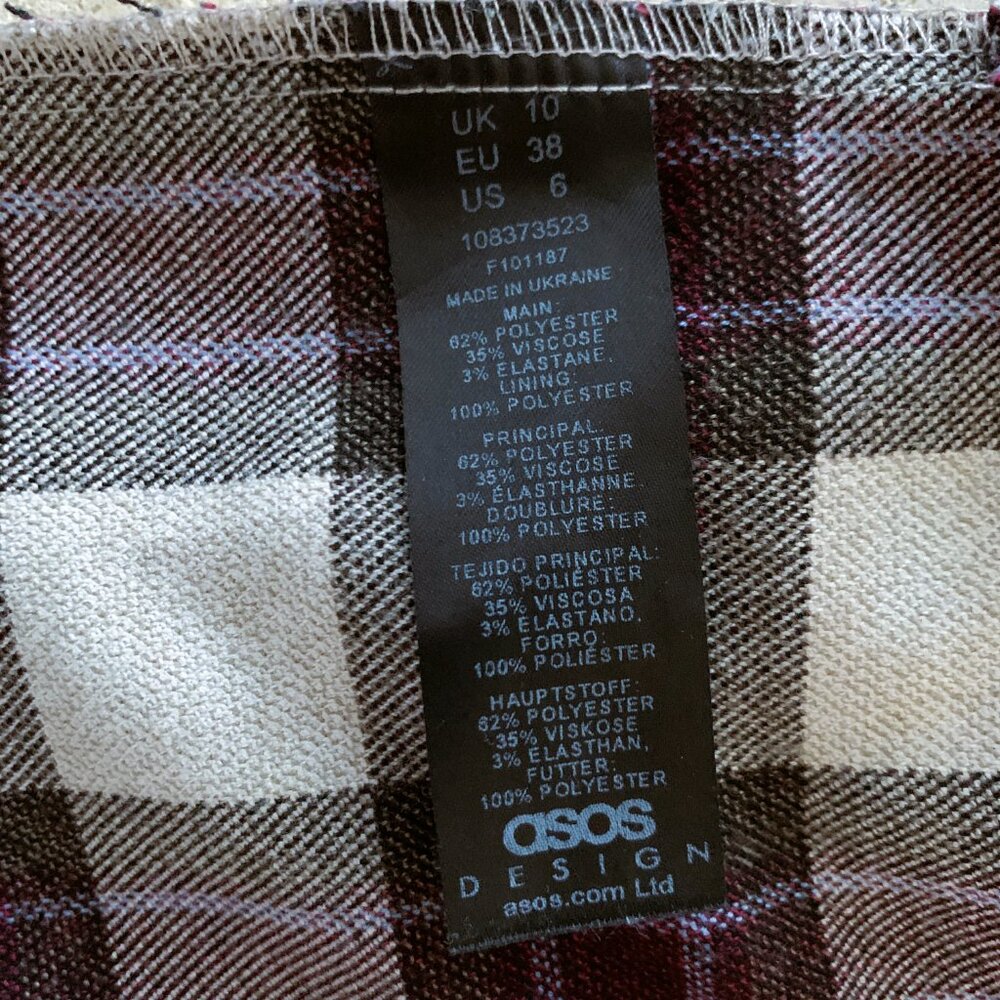 UK 10
EU 38
US 6
108373523
F101187
MADE IN UKRAINE
MAIN:
62% POLYESTER
35% VISCOSE
3% ELASTANE.
LINING:
100% POLYESTER
PRINCIPAL:
62% POLYESTER
35% VISCOSE
3% ÉLASTHANNE
DOUBLURE:
100% POLYESTER
TEJIDO PRINCIPAL:
62% POLIÉSTER
35% VISCOSA
3% ELASTANO.
FORRO:
100% POLIÉSTER
HAUPTSTOFF:
62% POLYESTER
35% VISKOSE
3% ELASTHAN,
FUTTER:
100% POLYESTER
asos
DESIGN
asos.com Ltd